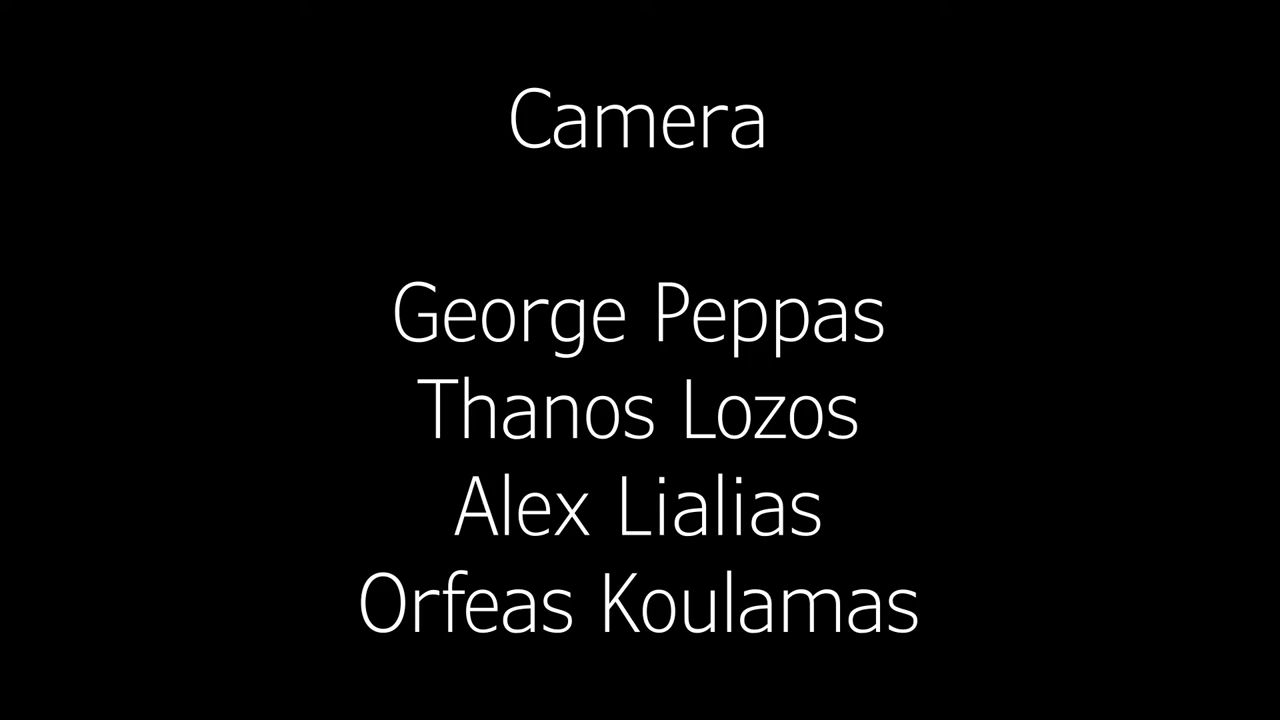 Camera
George Peppas
Thanos Lozos
Alex Lialias
Orfeas Koulamas